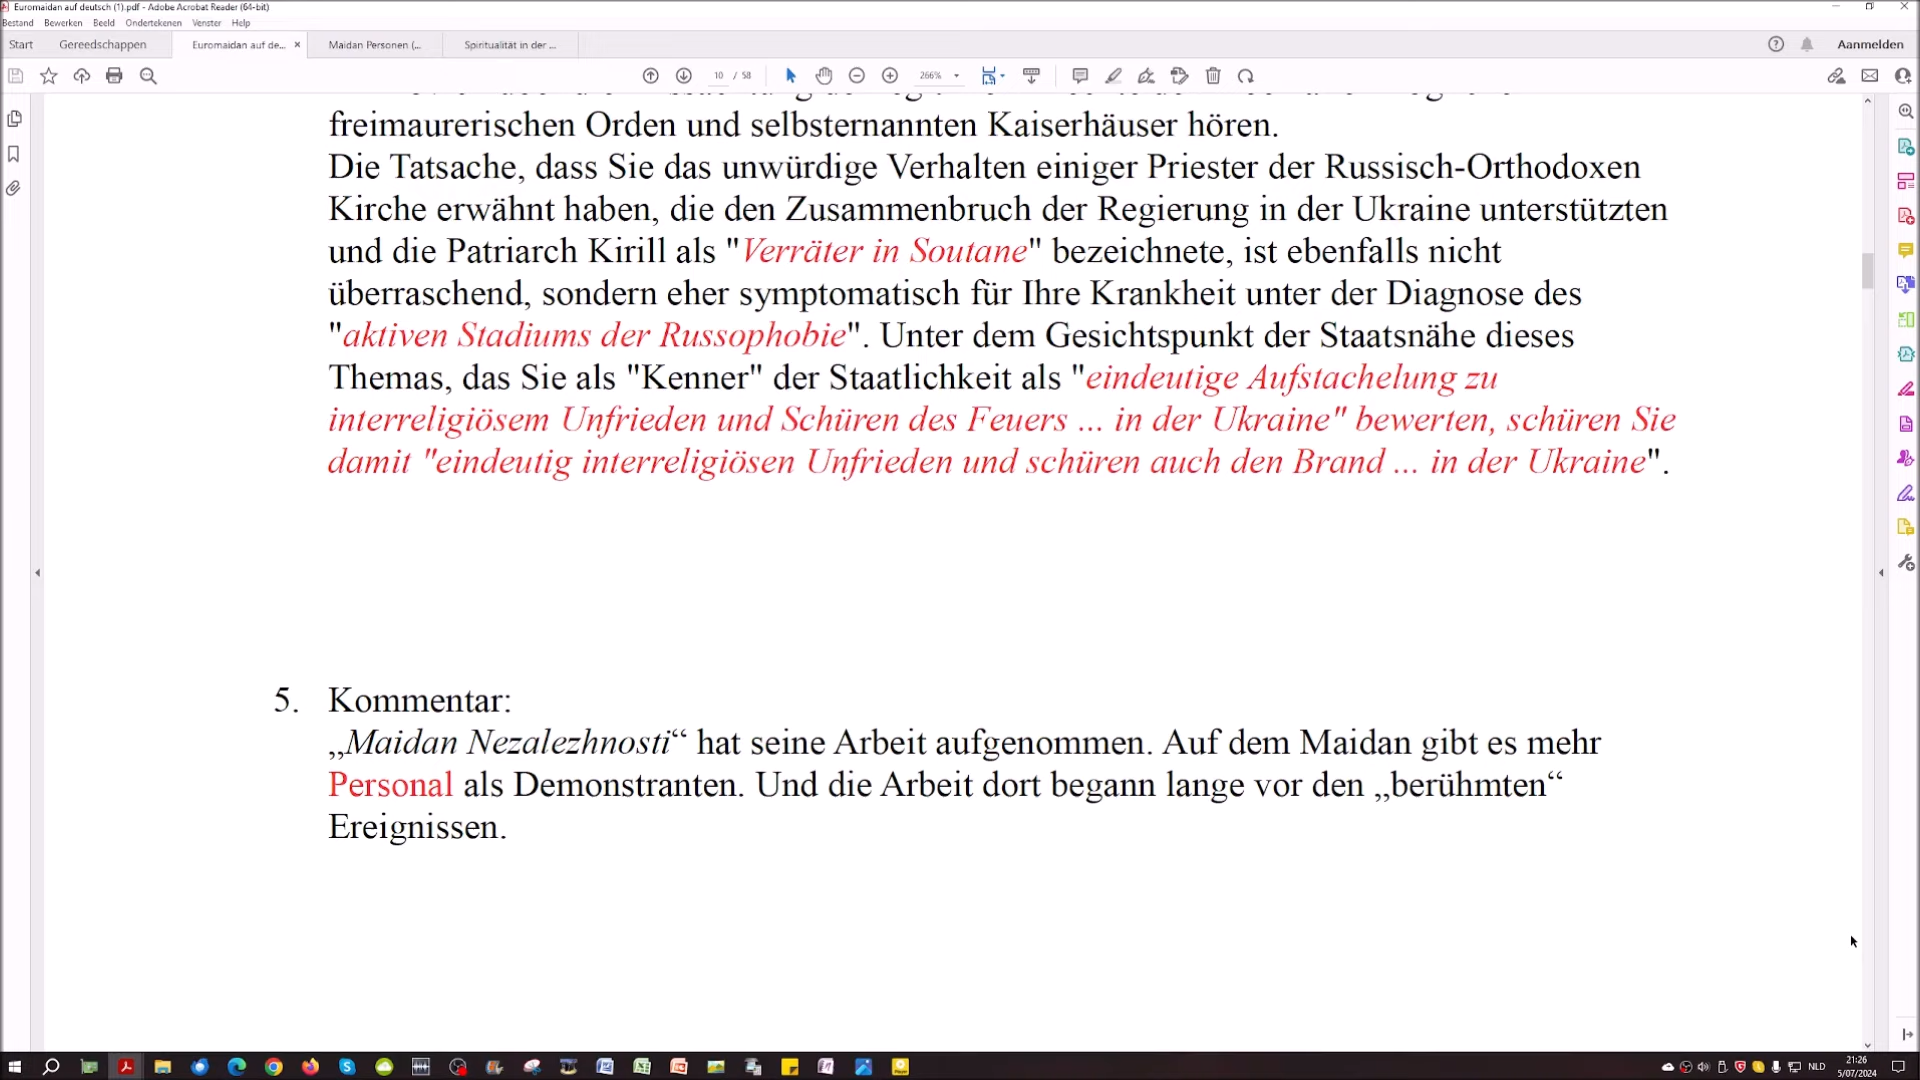 Euromaidan auf deutsch (1).pdf - Adobe Acrobat Reader (64-bit)
Bestand Bewerken Beeld Ondertekenen Venster Help
Start Gereedschappen Euromaidan auf de... × Maidan Personen (... Spiritualität in der ... Anmelden
10 / 58 266%
freimaurerischen Orden und selbsternannten Kaiserhäuser hören.
Die Tatsache, dass Sie das unwürdige Verhalten einiger Priester der Russisch-Orthodoxen
Kirche erwähnt haben, die den Zusammenbruch der Regierung in der Ukraine unterstützten
und die Patriarch Kirill als "Verräter in Soutane" bezeichnete, ist ebenfalls nicht
überraschend, sondern eher symptomatisch für Ihre Krankheit unter der Diagnose des
"aktiven Stadiums der Russophobie". Unter dem Gesichtspunkt der Staatsnähe dieses
Themas, das Sie als "Kenner" der Staatlichkeit als "eindeutige Aufstachelung zu
interreligiösem Unfrieden und Schüren des Feuers ... in der Ukraine" bewerten, schüren Sie
damit "eindeutig interreligiösen Unfrieden und schüren auch den Brand ... in der Ukraine".
5. Kommentar:
„Maidan Nezalezhnosti“ hat seine Arbeit aufgenommen. Auf dem Maidan gibt es mehr
Personal als Demonstranten. Und die Arbeit dort begann lange vor den „berühmten“
Ereignissen.
NLD
21:26
5/07/2024